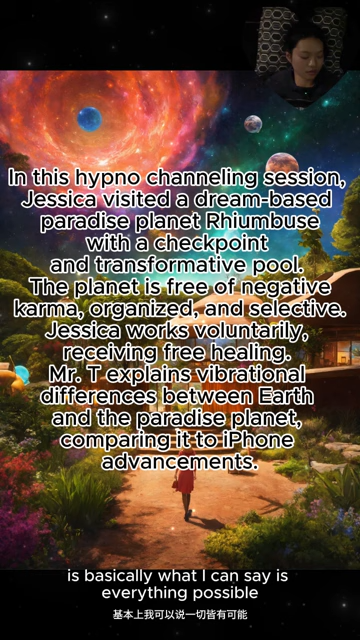 In this hypno channeling session,
Jessica visited a dream-based
paradise planet Rhiumbuse
with a checkpoint
and transformative pool.
The planet is free of negative
karma, organized, and selective.
Jessica works voluntarily,
receiving free healing.
Mr. T explains vibrational
differences between Earth
and the paradise planet,
comparing it to iPhone
advancements.
is basically what I can say is
everything possible
基本上我可以说一切皆有可能